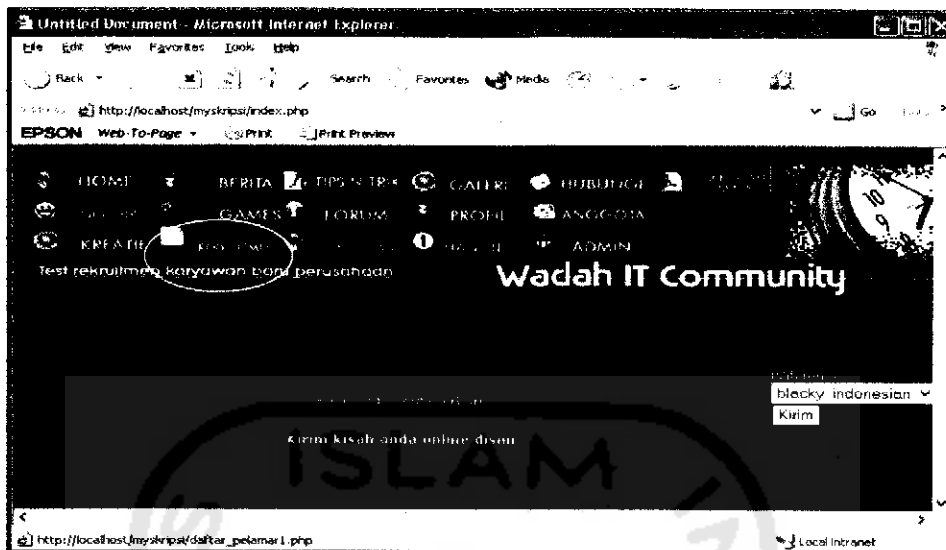 Untitled Document - Microsoft Internet Explorer
File Edit View Favorites Tools Help
Back Search Favorites Media
http://localhost/myskripsi/index.php Go
EPSON Web-To-Page Print Print Preview
HOME BERITA TIPS N TRIK GALERI HUBUNGI
GAMES FORUM PROFIL ANGGOTA
KREATIF ADMIN
Test rekruitmen karyawan baru perusahaan
Wadah IT Community
blacky indonesian
Kirim
Kirim kisah anda online disini
ISLAM
http://localhost/myskripsi/daftar_pelamar1.php Local intranet